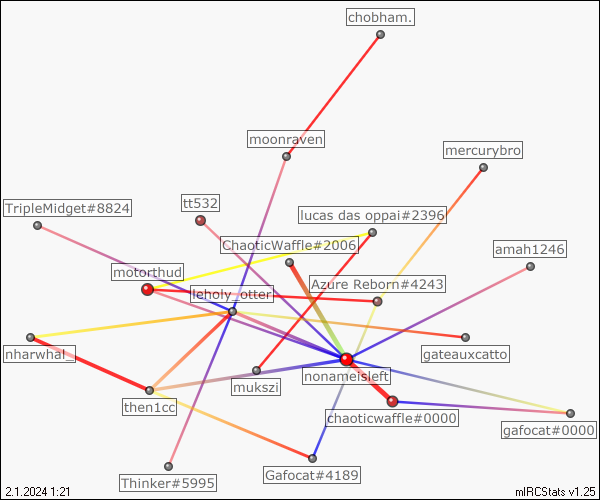 chobham.
moonraven
mercurybro
TripleMidget#8824
tt532
lucas das oppai#2396
ChaoticWaffle#2006
amah1246
motorthud
Azure Reborn#4243
leholy_otter
nharwhal_
gateauxcatto
mukszi
nonameisleft
then1cc
chaoticwaffle#0000
gafocat#0000
Thinker#5995
Gafocat#4189
2.1.2024 1:21
mIRCStats v1.25